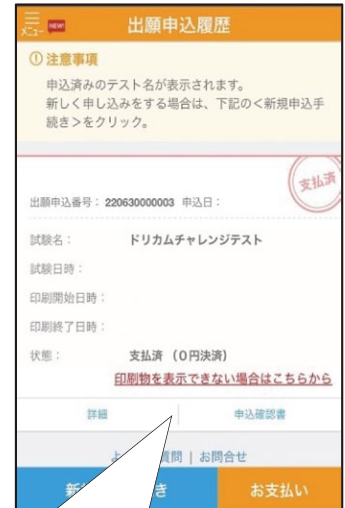 メニュー NEW! 出願申込履歴
注意事項
申込済みのテスト名が表示されます。
新しく申し込みをする場合は、下記の<新規申込手
続き>をクリック。
支払済
出願申込番号： 220630000003 申込日：
試験名： ドリカムチャレンジテスト
試験日時：
印刷開始日時：
印刷終了日時：
状態： 支払済 （０円決済）
印刷物を表示できない場合はこちらから
詳細 申込確認書
よ 質問 | お問合せ
新 き お支払い